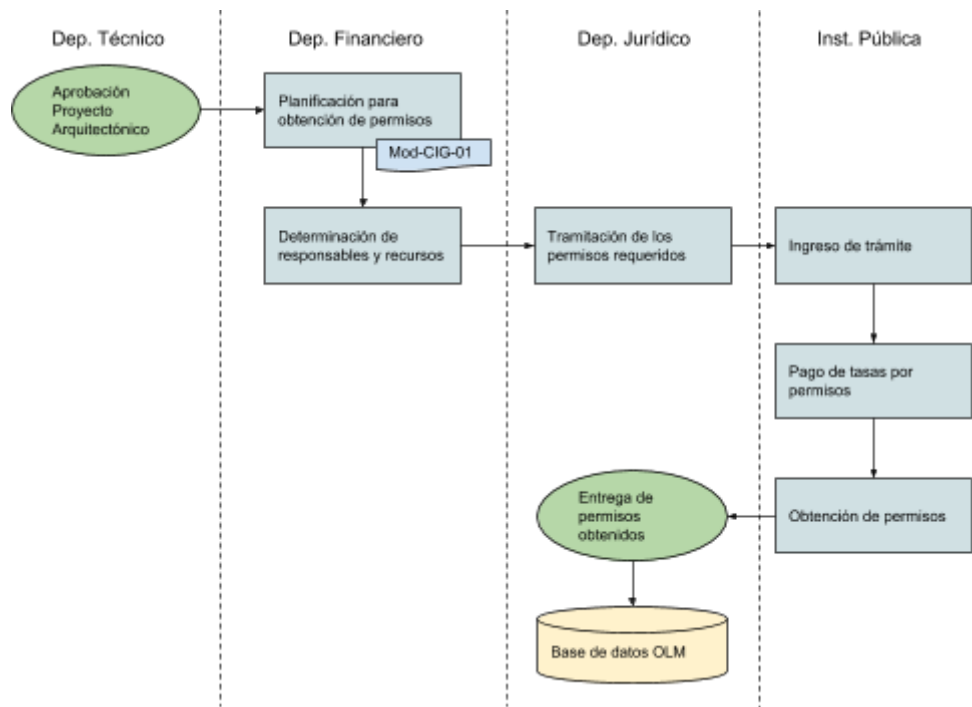 Dep. Técnico
Dep. Financiero
Dep. Jurídico
Inst. Pública
Aprobación
Proyecto
Arquitectónico
Planificación para
obtención de permisos
Mod-CIG-01
Determinación de
responsables y recursos
Tramitación de los
permisos requeridos
Ingreso de trámite
Pago de tasas por
permisos
Obtención de permisos
Entrega de
permisos
obtenidos
Base de datos OLM